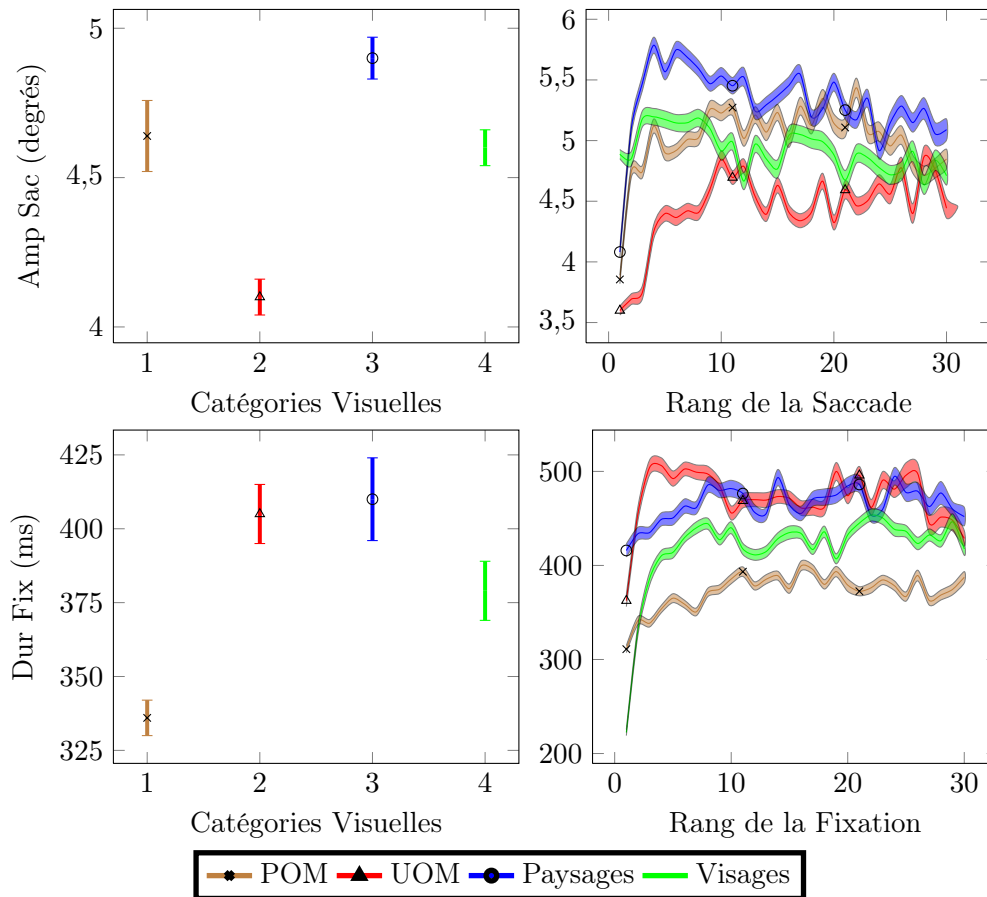 5
4,5
4
Amp Sac (degrés)
1 2 3 4
Catégories Visuelles
6
5,5
5
4,5
4
3,5
0 10 20 30
Rang de la Saccade
425
400
375
350
325
Dur Fix (ms)
1 2 3 4
Catégories Visuelles
500
400
300
200
0 10 20 30
Rang de la Fixation
POM UOM Paysages Visages